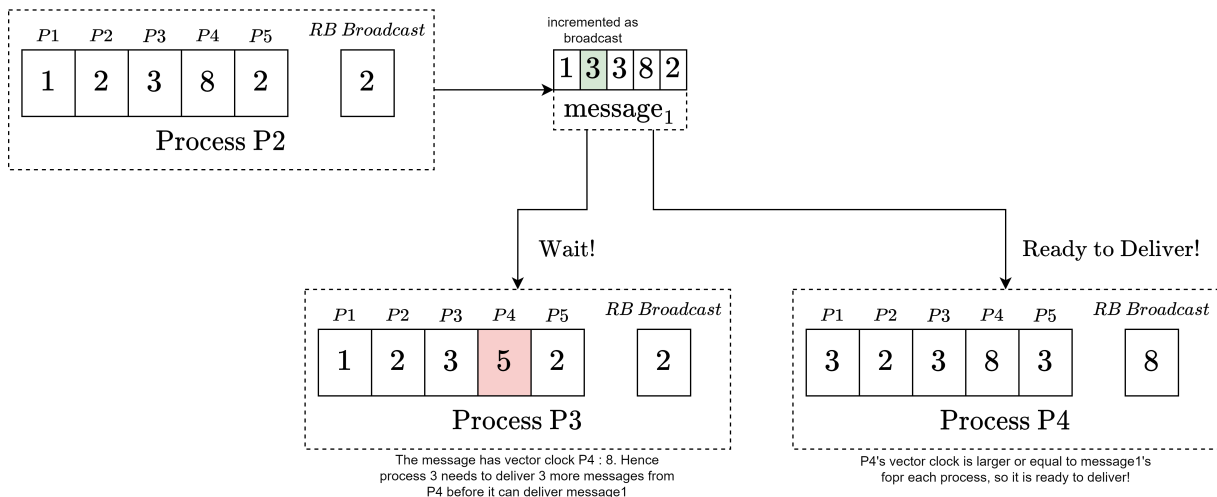 P1 P2 P3 P4 P5 RB Broadcast
1 2 3 8 2 2
Process P2
incremented as
broadcast
1 3 3 8 2
message1
Wait!
Ready to Deliver!
P1 P2 P3 P4 P5 RB Broadcast
1 2 3 5 2 2
Process P3
The message has vector clock P4 : 8. Hence
process 3 needs to deliver 3 more messages from
P4 before it can deliver message1
P1 P2 P3 P4 P5 RB Broadcast
3 2 3 8 3 8
Process P4
P4's vector clock is larger or equal to message1's
fopr each process, so it is ready to deliver!